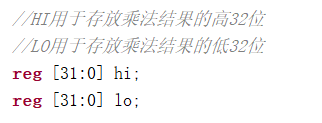 //HI用于存放乘法结果的高32位
//LO用于存放乘法结果的低32位
reg [31:0] hi;
reg [31:0] lo;